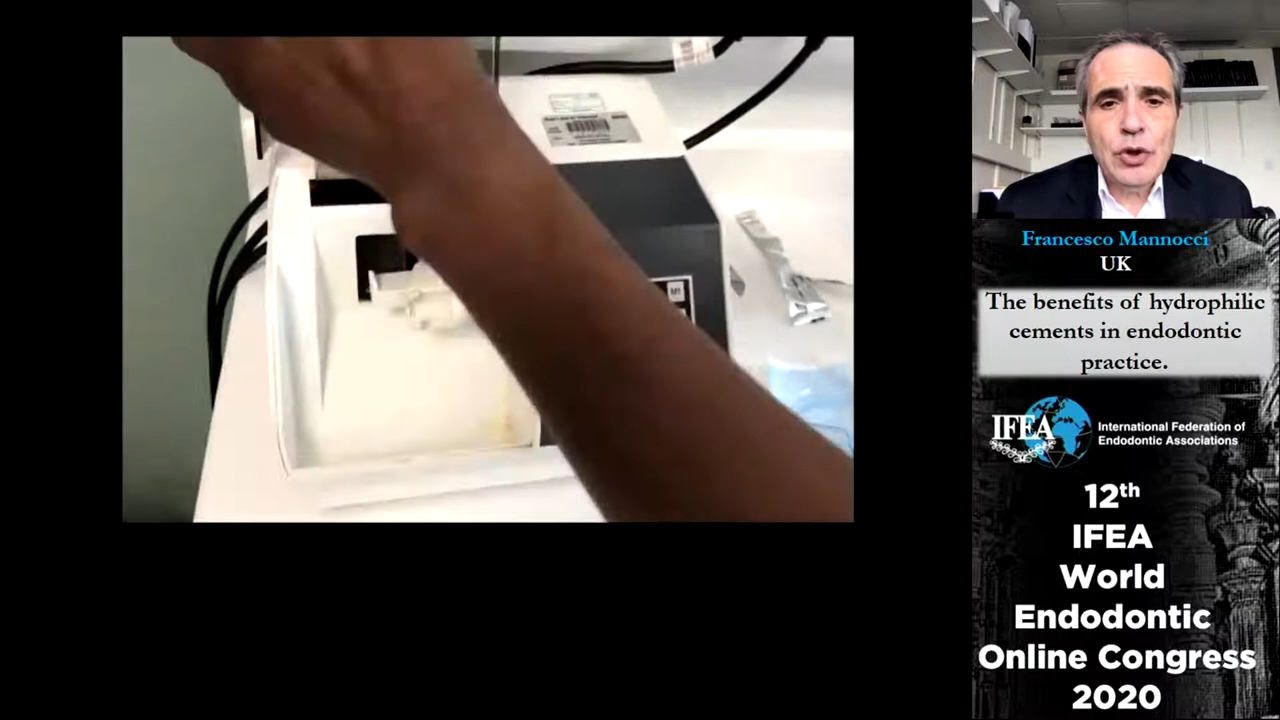 Francesco Mannocci
UK
The benefits of hydrophilic
cements in endodontic
practice.
IFEA
International Federation of
Endodontic Associations
12th
IFEA
World
Endodontic
Online Congress
2020